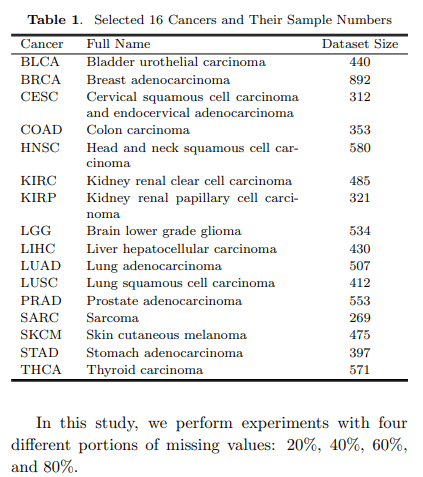 Table 1. Selected 16 Cancers and Their Sample Numbers
Cancer Full Name Dataset Size
BLCA Bladder urothelial carcinoma 440
BRCA Breast adenocarcinoma 892
CESC Cervical squamous cell carcinoma 312
and endocervical adenocarcinoma
COAD Colon carcinoma 353
HNSC Head and neck squamous cell car- 580
cinoma
KIRC Kidney renal clear cell carcinoma 485
KIRP Kidney renal papillary cell carci- 321
noma
LGG Brain lower grade glioma 534
LIHC Liver hepatocellular carcinoma 430
LUAD Lung adenocarcinoma 507
LUSC Lung squamous cell carcinoma 412
PRAD Prostate adenocarcinoma 553
SARC Sarcoma 269
SKCM Skin cutaneous melanoma 475
STAD Stomach adenocarcinoma 397
THCA Thyroid carcinoma 571
In this study, we perform experiments with four
different portions of missing values: 20%, 40%, 60%,
and 80%.